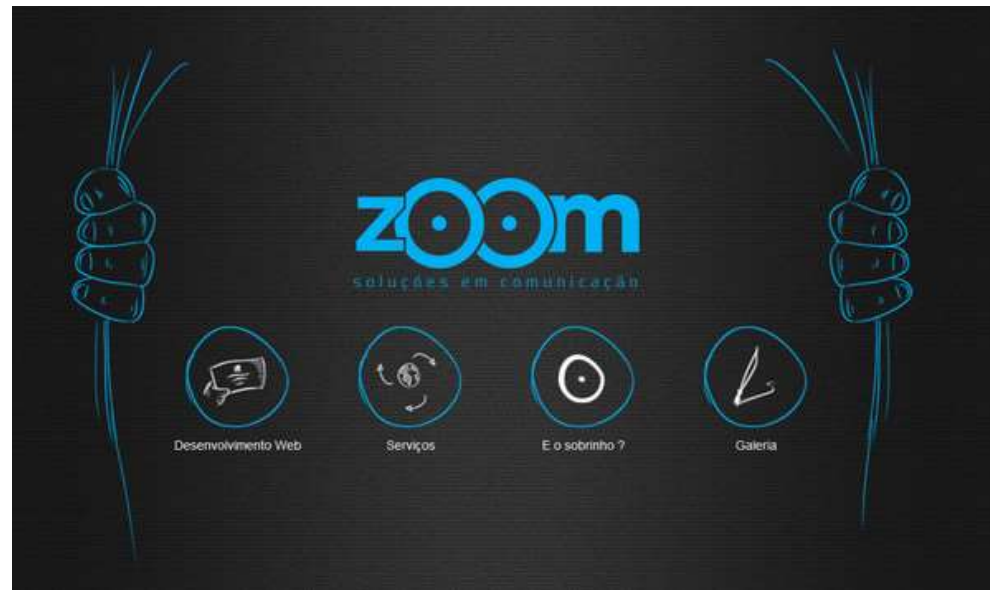 zoom
soluções em comunicação
Desenvolvimento Web
Serviços
E o sobrinho ?
Galeria